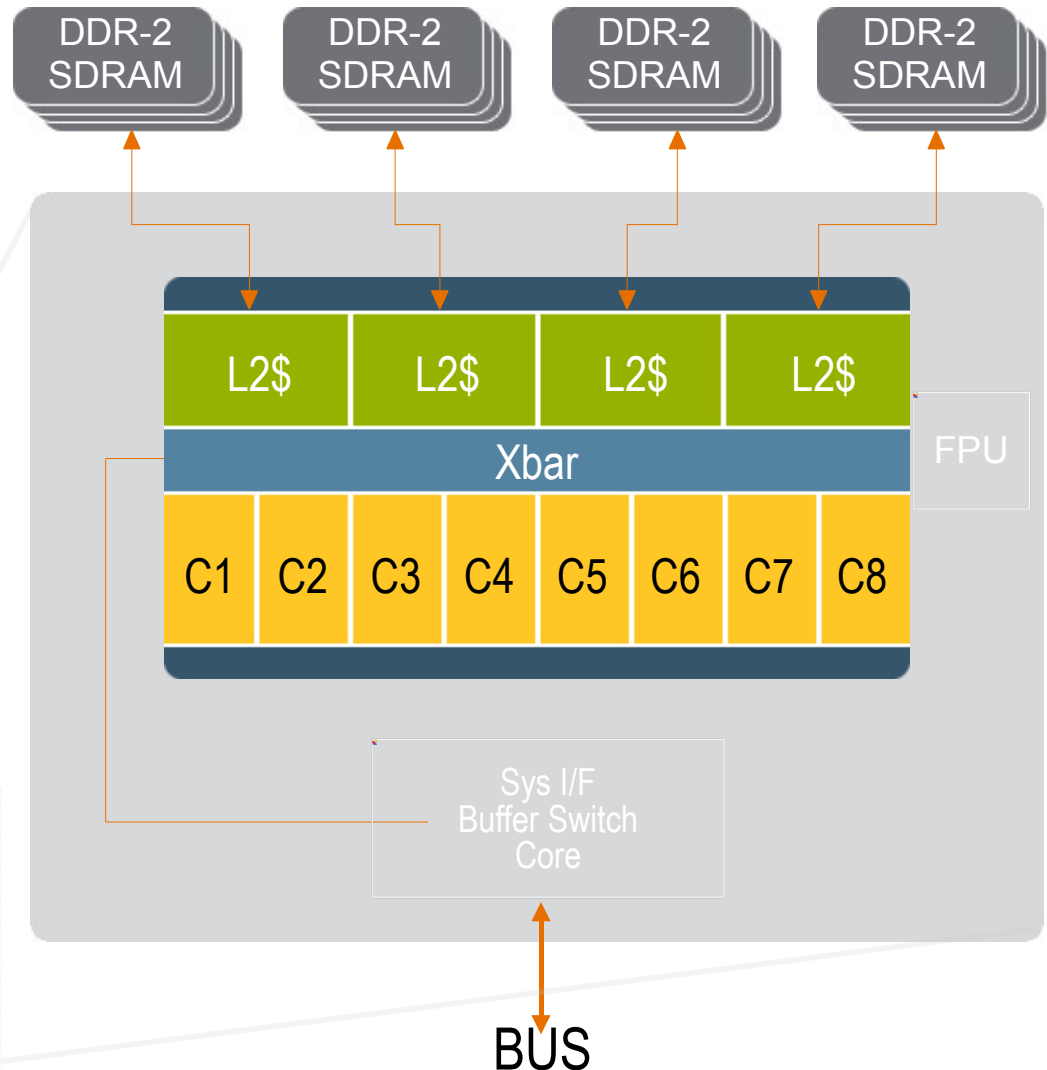 DDR-2
SDRAM
DDR-2
SDRAM
DDR-2
SDRAM
DDR-2
SDRAM
L2$
L2$
L2$
L2$
FPU
Xbar
C1
C2
C3
C4
C5
C6
C7
C8
Sys I/F
Buffer Switch
Core
BUS